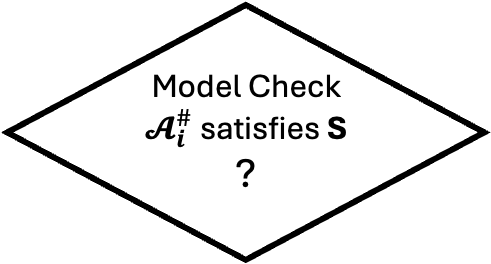 Model Check
𝓐ᵢ^# satisfies S
?